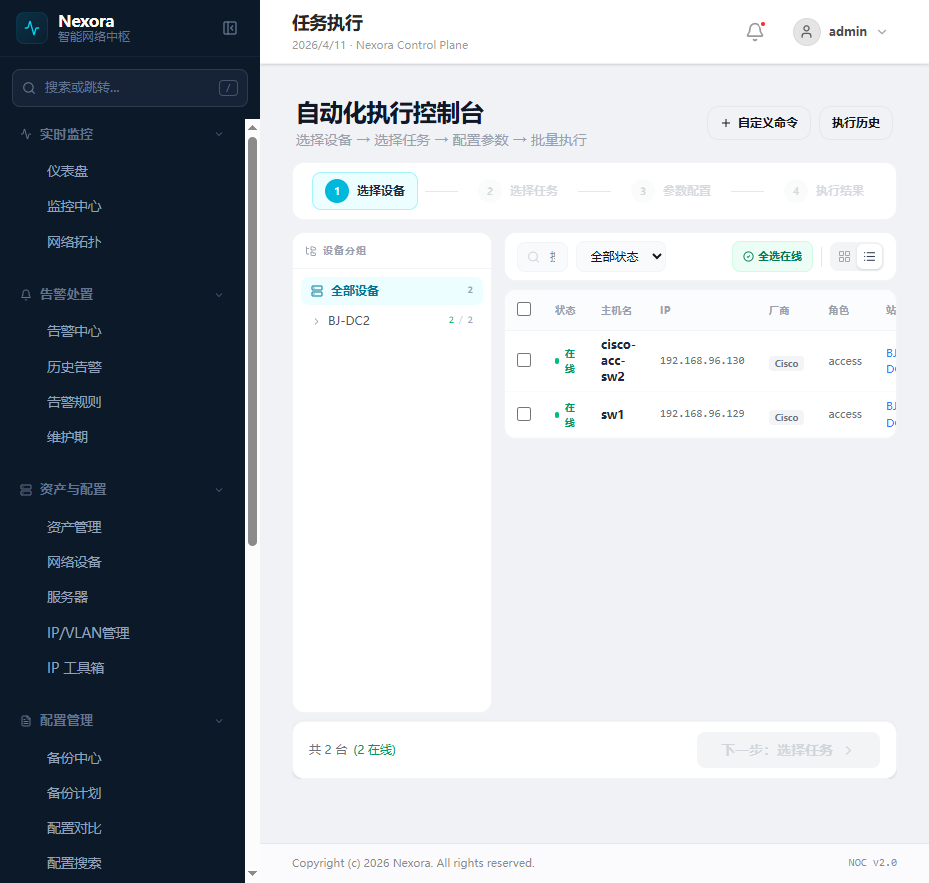 Nexora
智能网络中枢
搜索或跳转...
/
实时监控
仪表盘
监控中心
网络拓扑
告警处置
告警中心
历史告警
告警规则
维护期
资产与配置
资产管理
网络设备
服务器
IP/VLAN管理
IP 工具箱
配置管理
备份中心
备份计划
配置对比
配置搜索
任务执行
2026/4/11 · Nexora Control Plane
admin
自动化执行控制台
选择设备 → 选择任务 → 配置参数 → 批量执行
+ 自定义命令
执行历史
1 选择设备
2 选择任务
3 参数配置
4 执行结果
设备分组
全部设备 2
BJ-DC2 2 / 2
全部状态
全选在线
状态 主机名 IP 厂商 角色 站
在线 cisco-acc-sw2 192.168.96.130 Cisco access BJ
在线 sw1 192.168.96.129 Cisco access BJ
共 2 台 (2 在线)
下一步: 选择任务
Copyright (c) 2026 Nexora. All rights reserved.
NOC v2.0